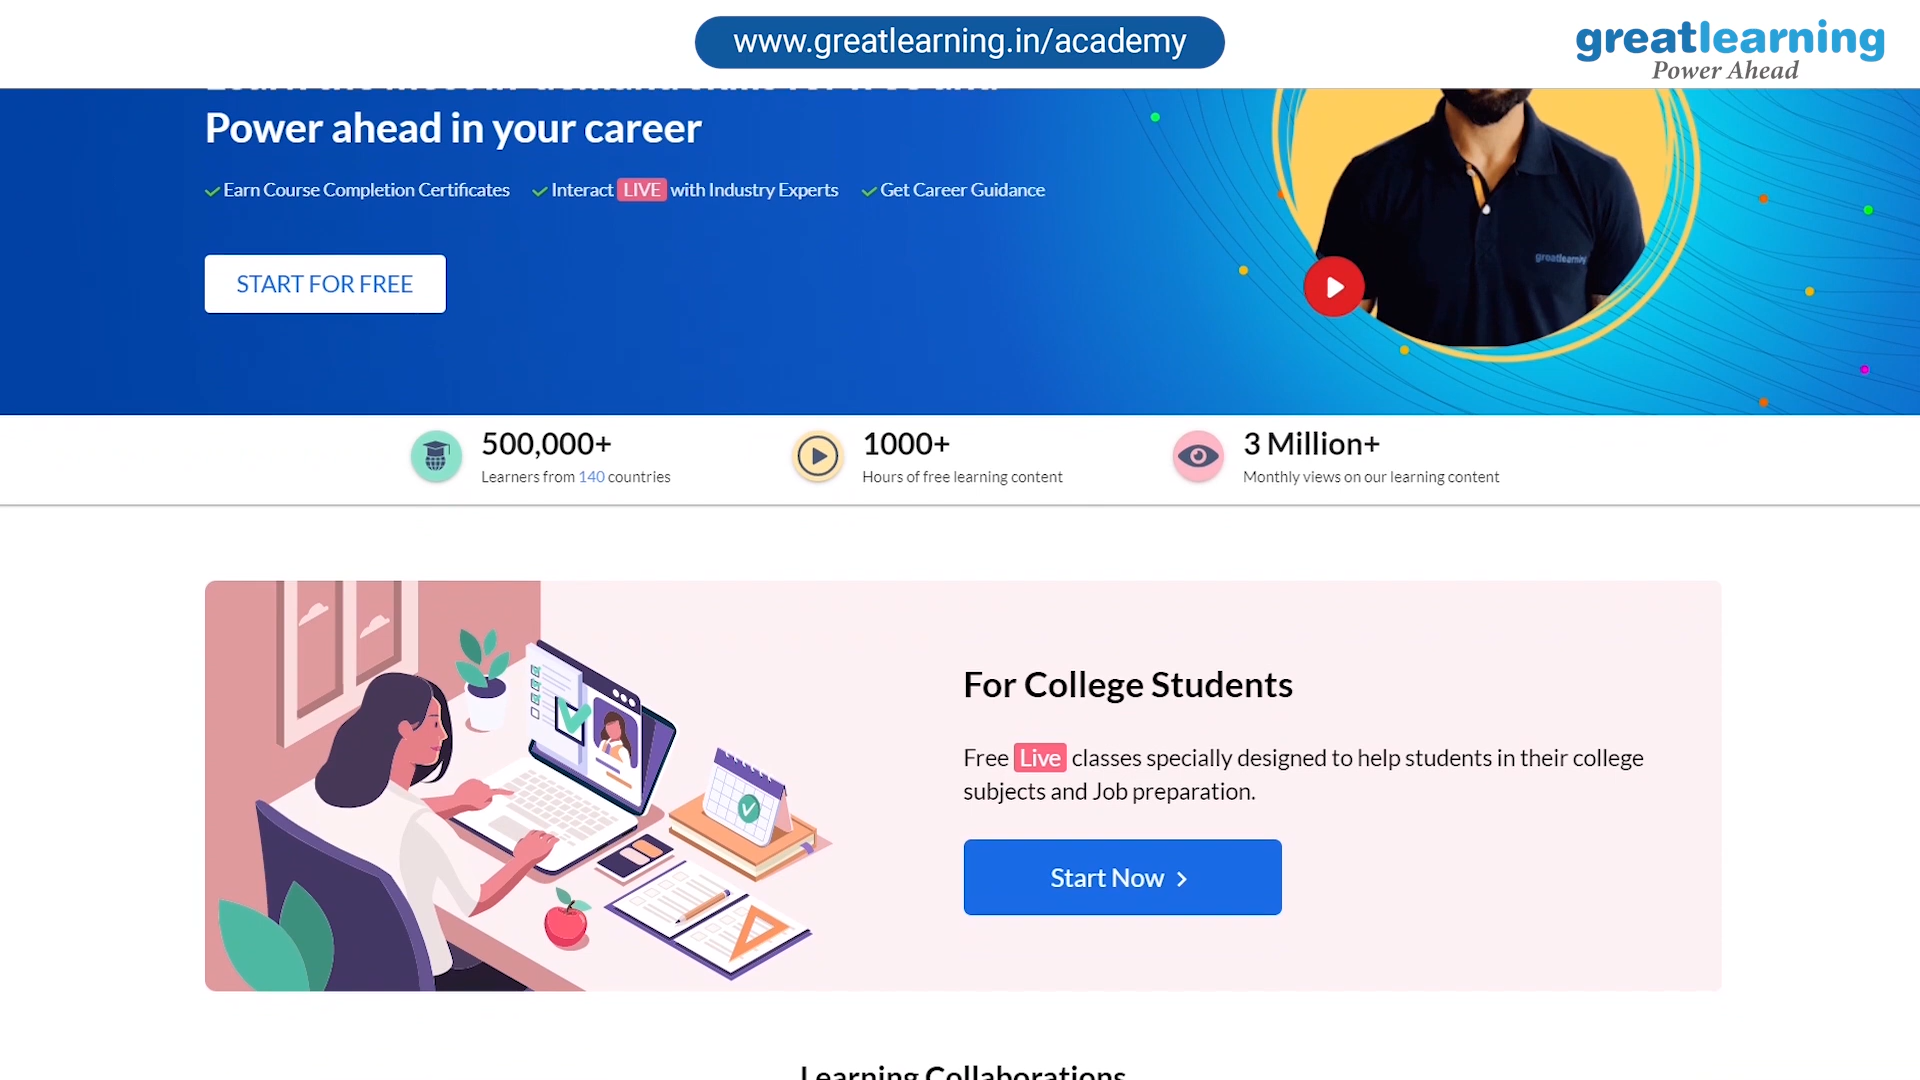 www.greatlearning.in/academy
greatlearning
Power Ahead
Power ahead in your career
Earn Course Completion Certificates
Interact LIVE with Industry Experts
Get Career Guidance
greatlearning
START FOR FREE
500,000+
Learners from 140 countries
1000+
Hours of free learning content
3 Million+
Monthly views on our learning content
For College Students
Free Live classes specially designed to help students in their college
subjects and Job preparation.
Start Now
Learning Collaborations